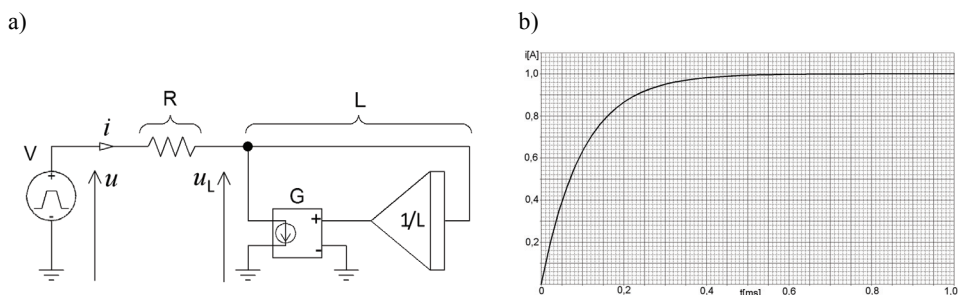 a)
b)
R
L
V
i
u
u_L
G
+
-
+
-
1/L
i[A]
1,0
0,8
0,6
0,4
0,2
0
0,2
0.4
0.6
0.8
1.0
t[ms]